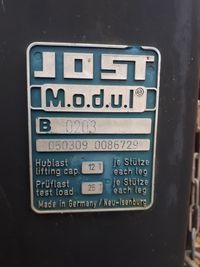 JOST
M.o.d.u.l ®
B 0203
050309 0086729
Hublast 12 t je Stütze
lifting cap. each leg
Prüflast je Stütze
test load each leg
Made in Germany / Neu-Isenburg